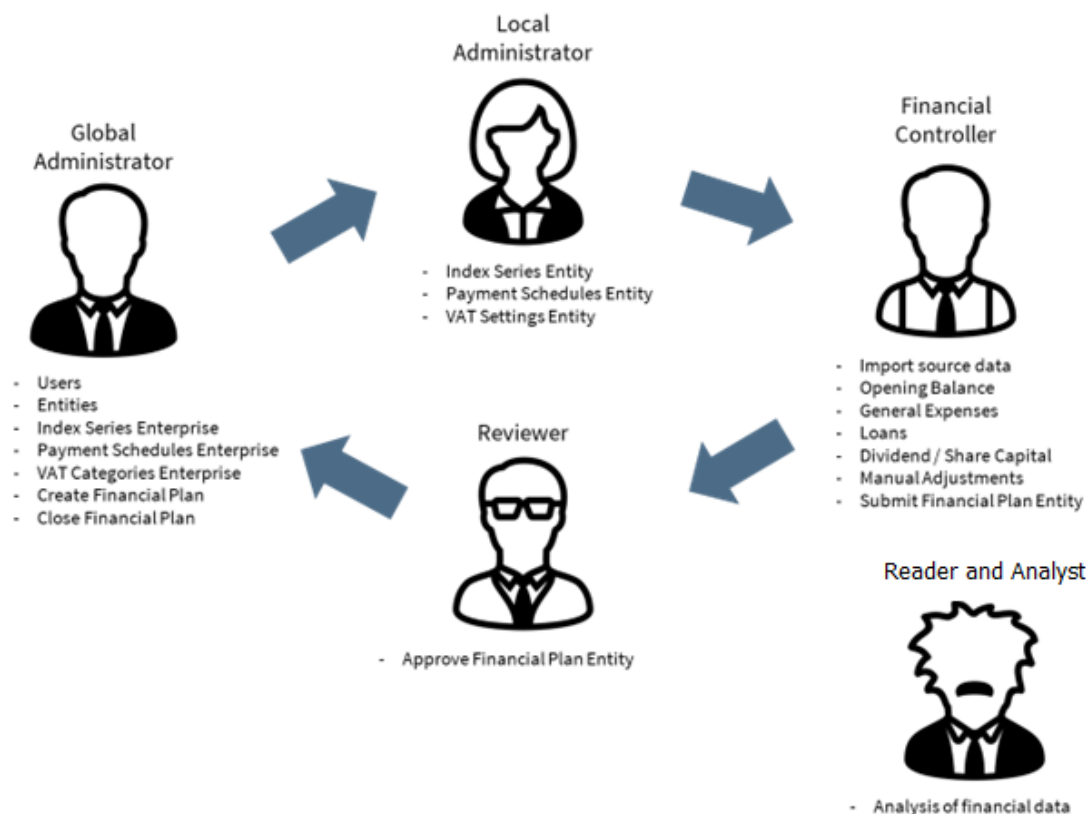 Local
Administrator
- Index Series Entity
- Payment Schedules Entity
- VAT Settings Entity
Financial
Controller
- Import source data
- Opening Balance
- General Expenses
- Loans
- Dividend / Share Capital
- Manual Adjustments
- Submit Financial Plan Entity
Global
Administrator
- Users
- Entities
- Index Series Enterprise
- Payment Schedules Enterprise
- VAT Categories Enterprise
- Create Financial Plan
- Close Financial Plan
Reviewer
- Approve Financial Plan Entity
Reader and Analyst
- Analysis of financial data